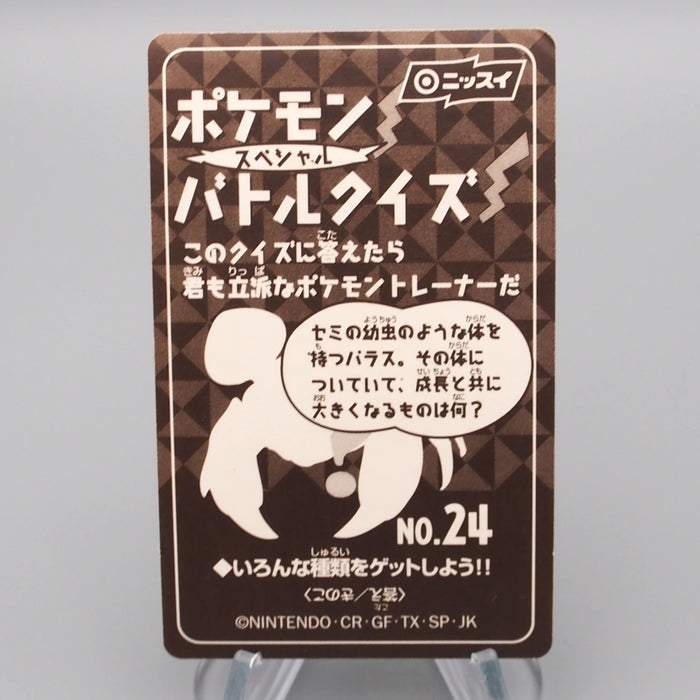 ニッスイ
ポケモン
スペシャル
バトルクイズ
このクイズに答えたら
君も立派なポケモントレーナーだ
セミの幼虫のような体を
持つパラス。その体に
ついていて、成長と共に
大きくなるものは何?
NO.24
◆いろんな種類をゲットしよう!!
〈答え/きのこ〉
©NINTENDO・CR・GF・TX・SP・JK